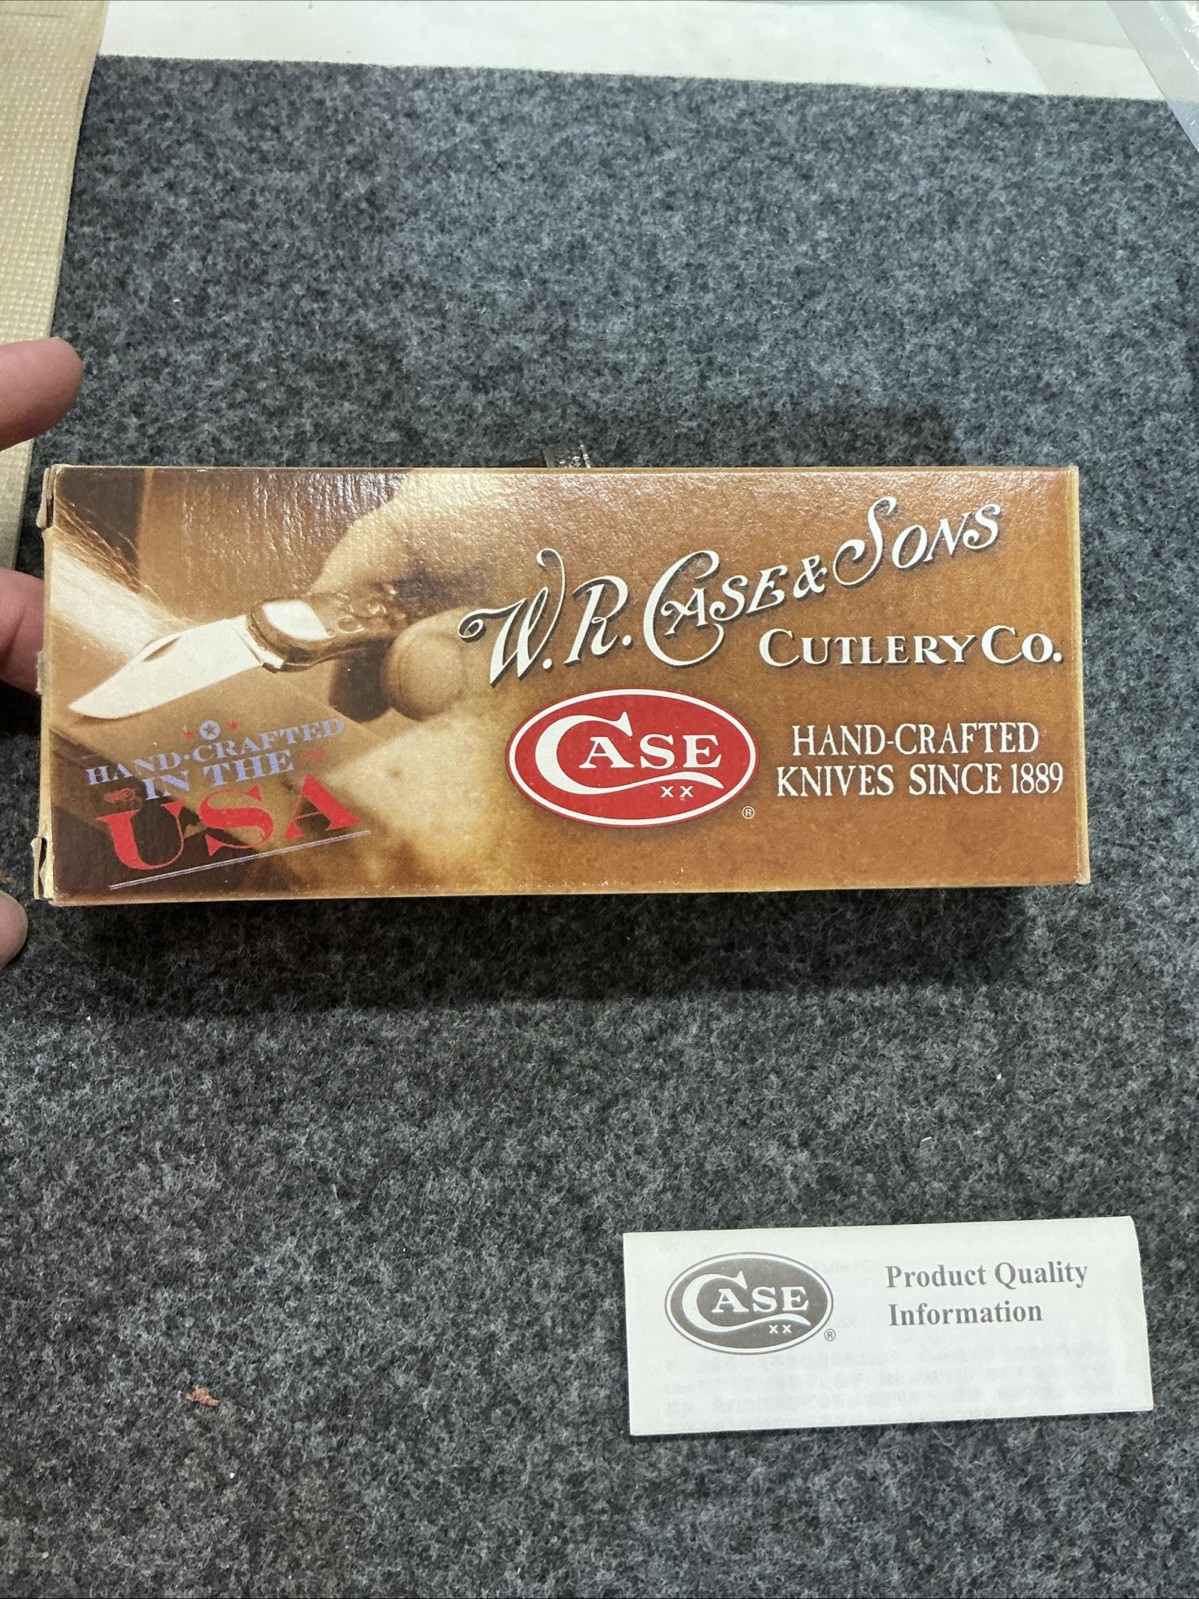 W.R. CASE & SONS
CUTLERY CO.
CASE
XX
®
HAND-CRAFTED
KNIVES SINCE 1889
HAND-CRAFTED
IN THE
USA
CASE
XX
®
Product Quality
Information